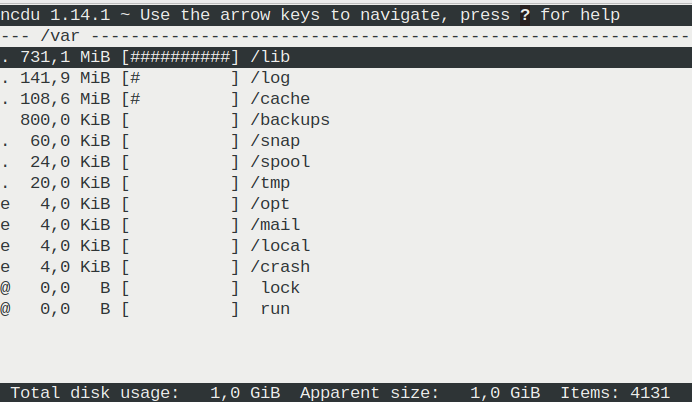 ncdu 1.14.1 ~ Use the arrow keys to navigate, press ? for help
--- /var ------------------------------------------------------------
. 731,1 MiB [##########] /lib
. 141,9 MiB [#         ] /log
. 108,6 MiB [#         ] /cache
  800,0 KiB [          ] /backups
.  60,0 KiB [          ] /snap
.  24,0 KiB [          ] /spool
.  20,0 KiB [          ] /tmp
e   4,0 KiB [          ] /opt
e   4,0 KiB [          ] /mail
e   4,0 KiB [          ] /local
e   4,0 KiB [          ] /crash
@   0,0   B [          ]  lock
@   0,0   B [          ]  run
Total disk usage:   1,0 GiB  Apparent size:   1,0 GiB  Items: 4131